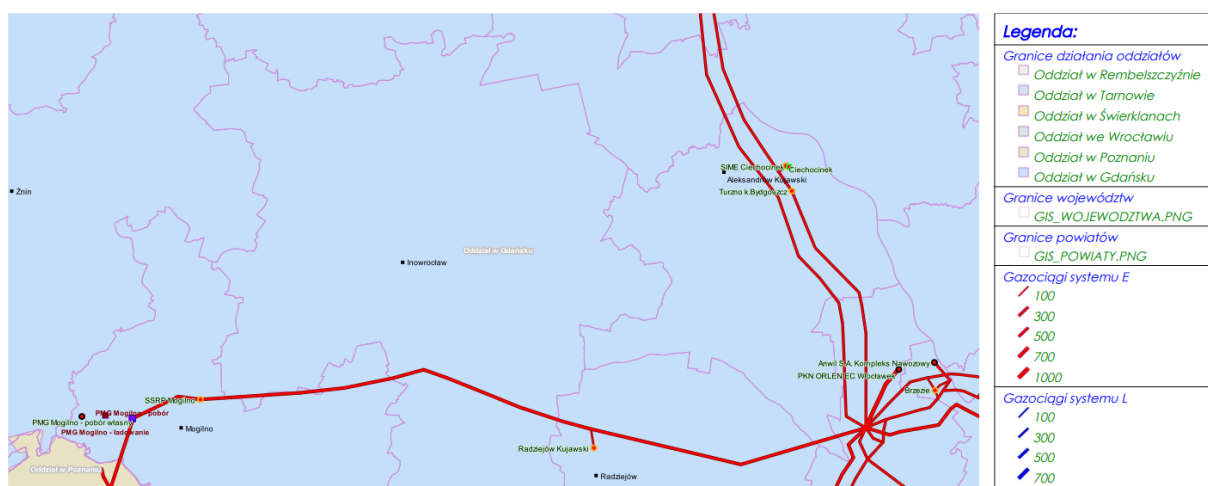 SIME Ciechocinek
Ciechocinek
Aleksandrów Kujawski
Turzno k.Bydgoszcz
Żnin
Oddział w Gdańsku
Inowrocław
Anwil S.A. Kompleks Nawozowy
PKN ORLEN EC Włocławek
Brzezie
SSRP Mogilno
PMG Mogilno - pobór
PMG Mogilno - pobór własny
Mogilno
PMG Mogilno - ładowanie
Radziejów Kujawski
Oddział w Poznaniu
Radziejów
Legenda:
Granice działania oddziałów
Oddział w Rembelszczyźnie
Oddział w Tarnowie
Oddział w Świerklanach
Oddział we Wrocławiu
Oddział w Poznaniu
Oddział w Gdańsku
Granice województw
GIS_WOJEWODZTWA.PNG
Granice powiatów
GIS_POWIATY.PNG
Gazociągi systemu E
100
300
500
700
1000
Gazociągi systemu L
100
300
500
700